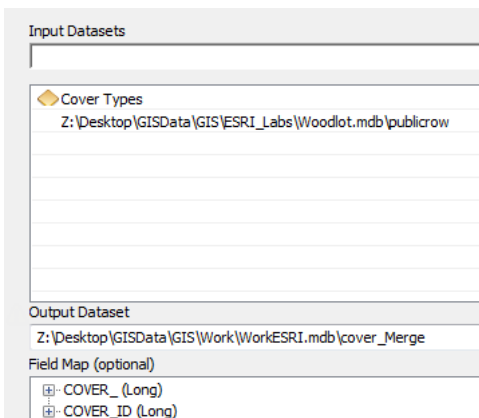 Input Datasets
Cover Types
Z:\Desktop\GISData\GIS\ESRI_Labs\Woodlot.mdb\publicrow
Output Dataset
Z:\Desktop\GISData\GIS\Work\WorkESRI.mdb\cover_Merge
Field Map (optional)
COVER_ (Long)
COVER_ID (Long)